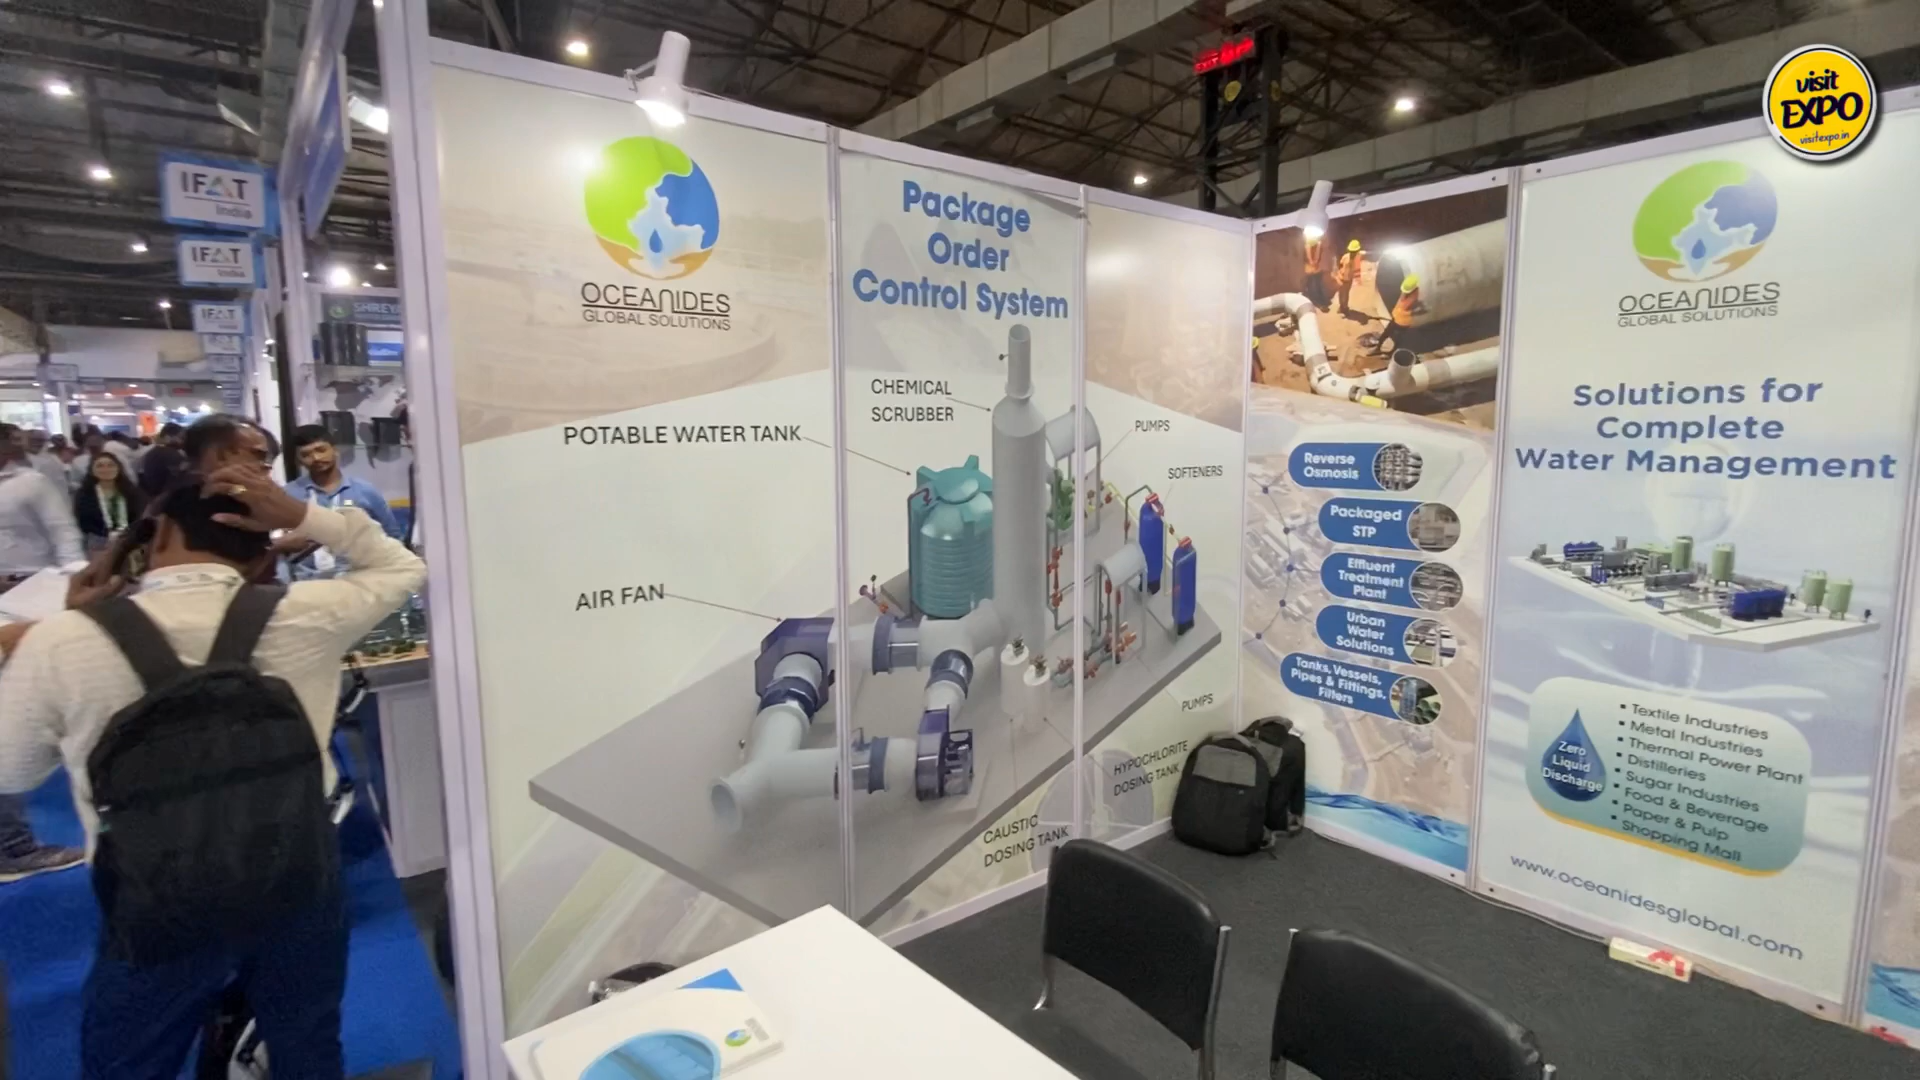 visit
EXPO
visitexpo.in
IFAT
India
IFAT
India
IFAT
SHREYA
OCEANIDES
GLOBAL SOLUTIONS
Package
Order
Control System
CHEMICAL
SCRUBBER
POTABLE WATER TANK
PUMPS
SOFTENERS
AIR FAN
PUMPS
HYPOCHLORITE
DOSING TANK
CAUSTIC
DOSING TANK
Reverse
Osmosis
Packaged
STP
Effluent
Treatment
Plant
Urban
Water
Solutions
Tanks, Vessels,
Pipes & Fittings,
Filters
OCEANIDES
GLOBAL SOLUTIONS
Solutions for
Complete
Water Management
Zero
Liquid
Discharge
▪ Textile Industries
▪ Metal Industries
▪ Thermal Power Plant
▪ Distilleries
▪ Sugar Industries
▪ Food & Beverage
▪ Paper & Pulp
▪ Shopping Mall
www.oceanidesglobal.com